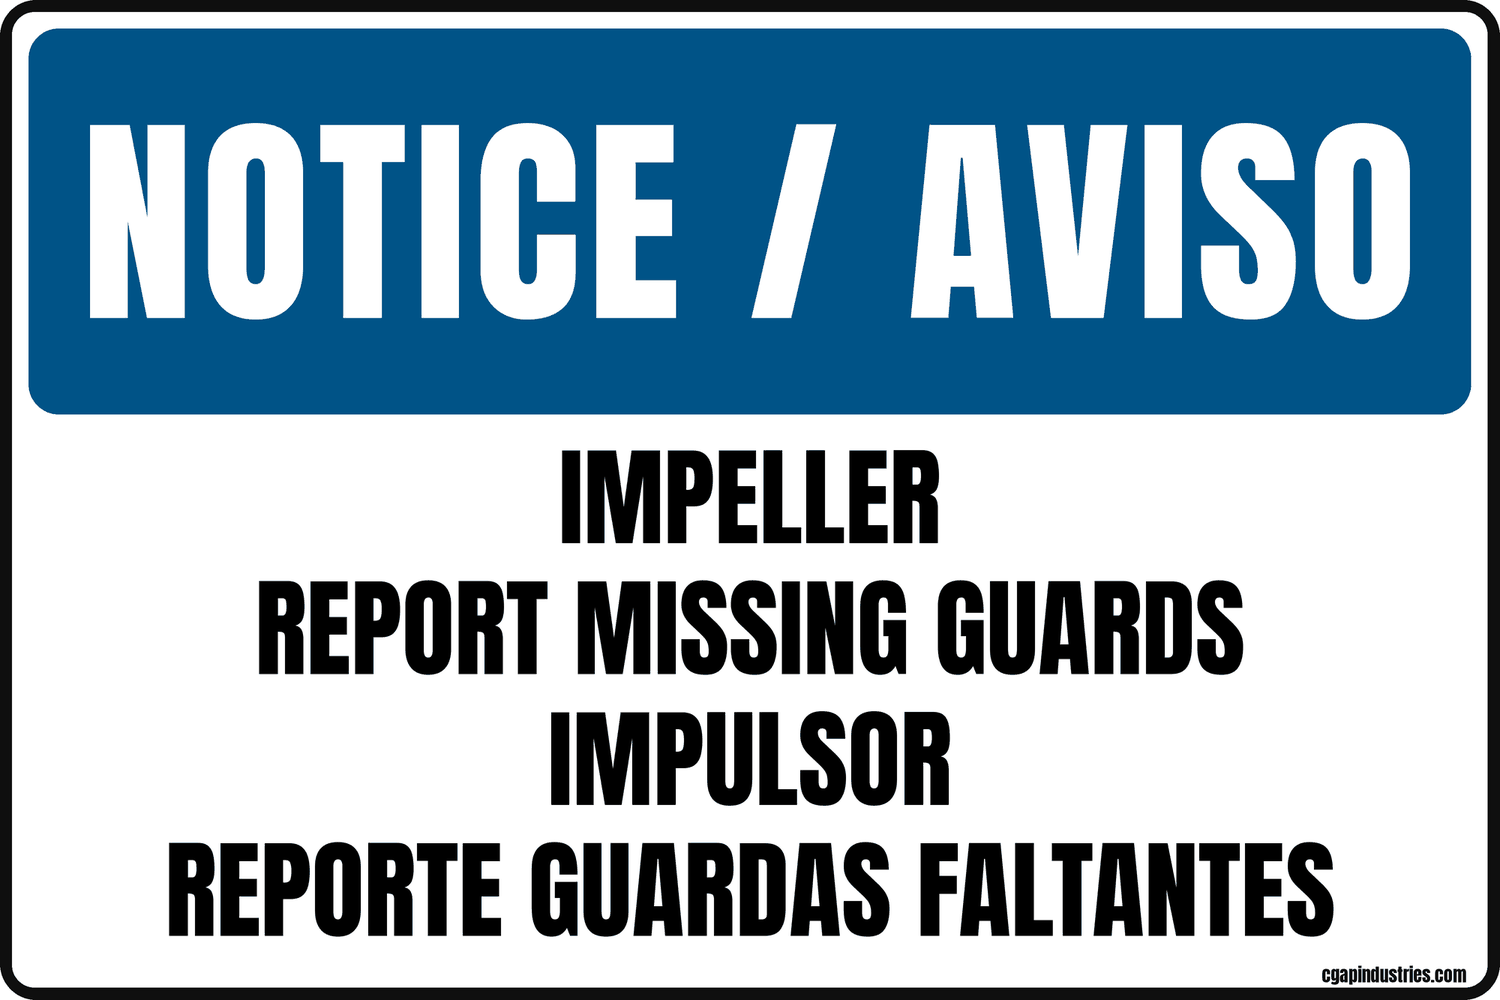 NOTICE / AVISO
IMPELLER
REPORT MISSING GUARDS
IMPULSOR
REPORTE GUARDAS FALTANTES
cgapindustries.com